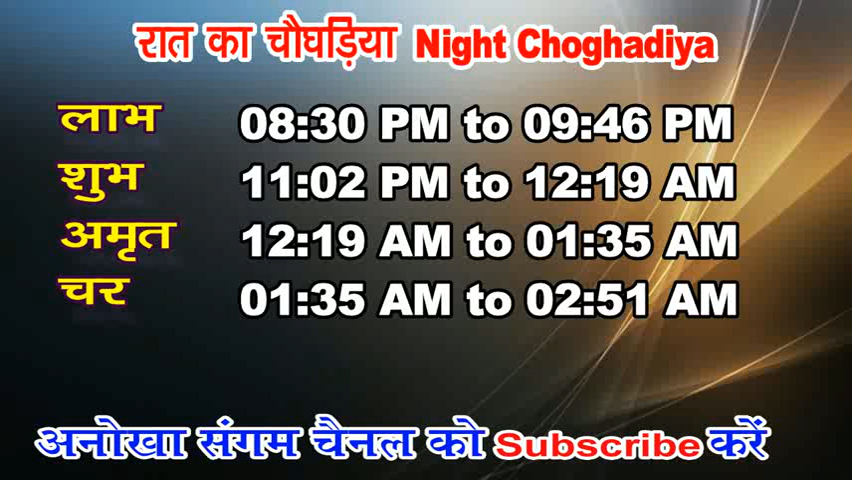 रात का चौघड़िया Night Choghadiya
लाभ 08:30 PM to 09:46 PM
शुभ 11:02 PM to 12:19 AM
अमृत 12:19 AM to 01:35 AM
चर 01:35 AM to 02:51 AM
अनोखा संगम चैनल को Subscribe करें